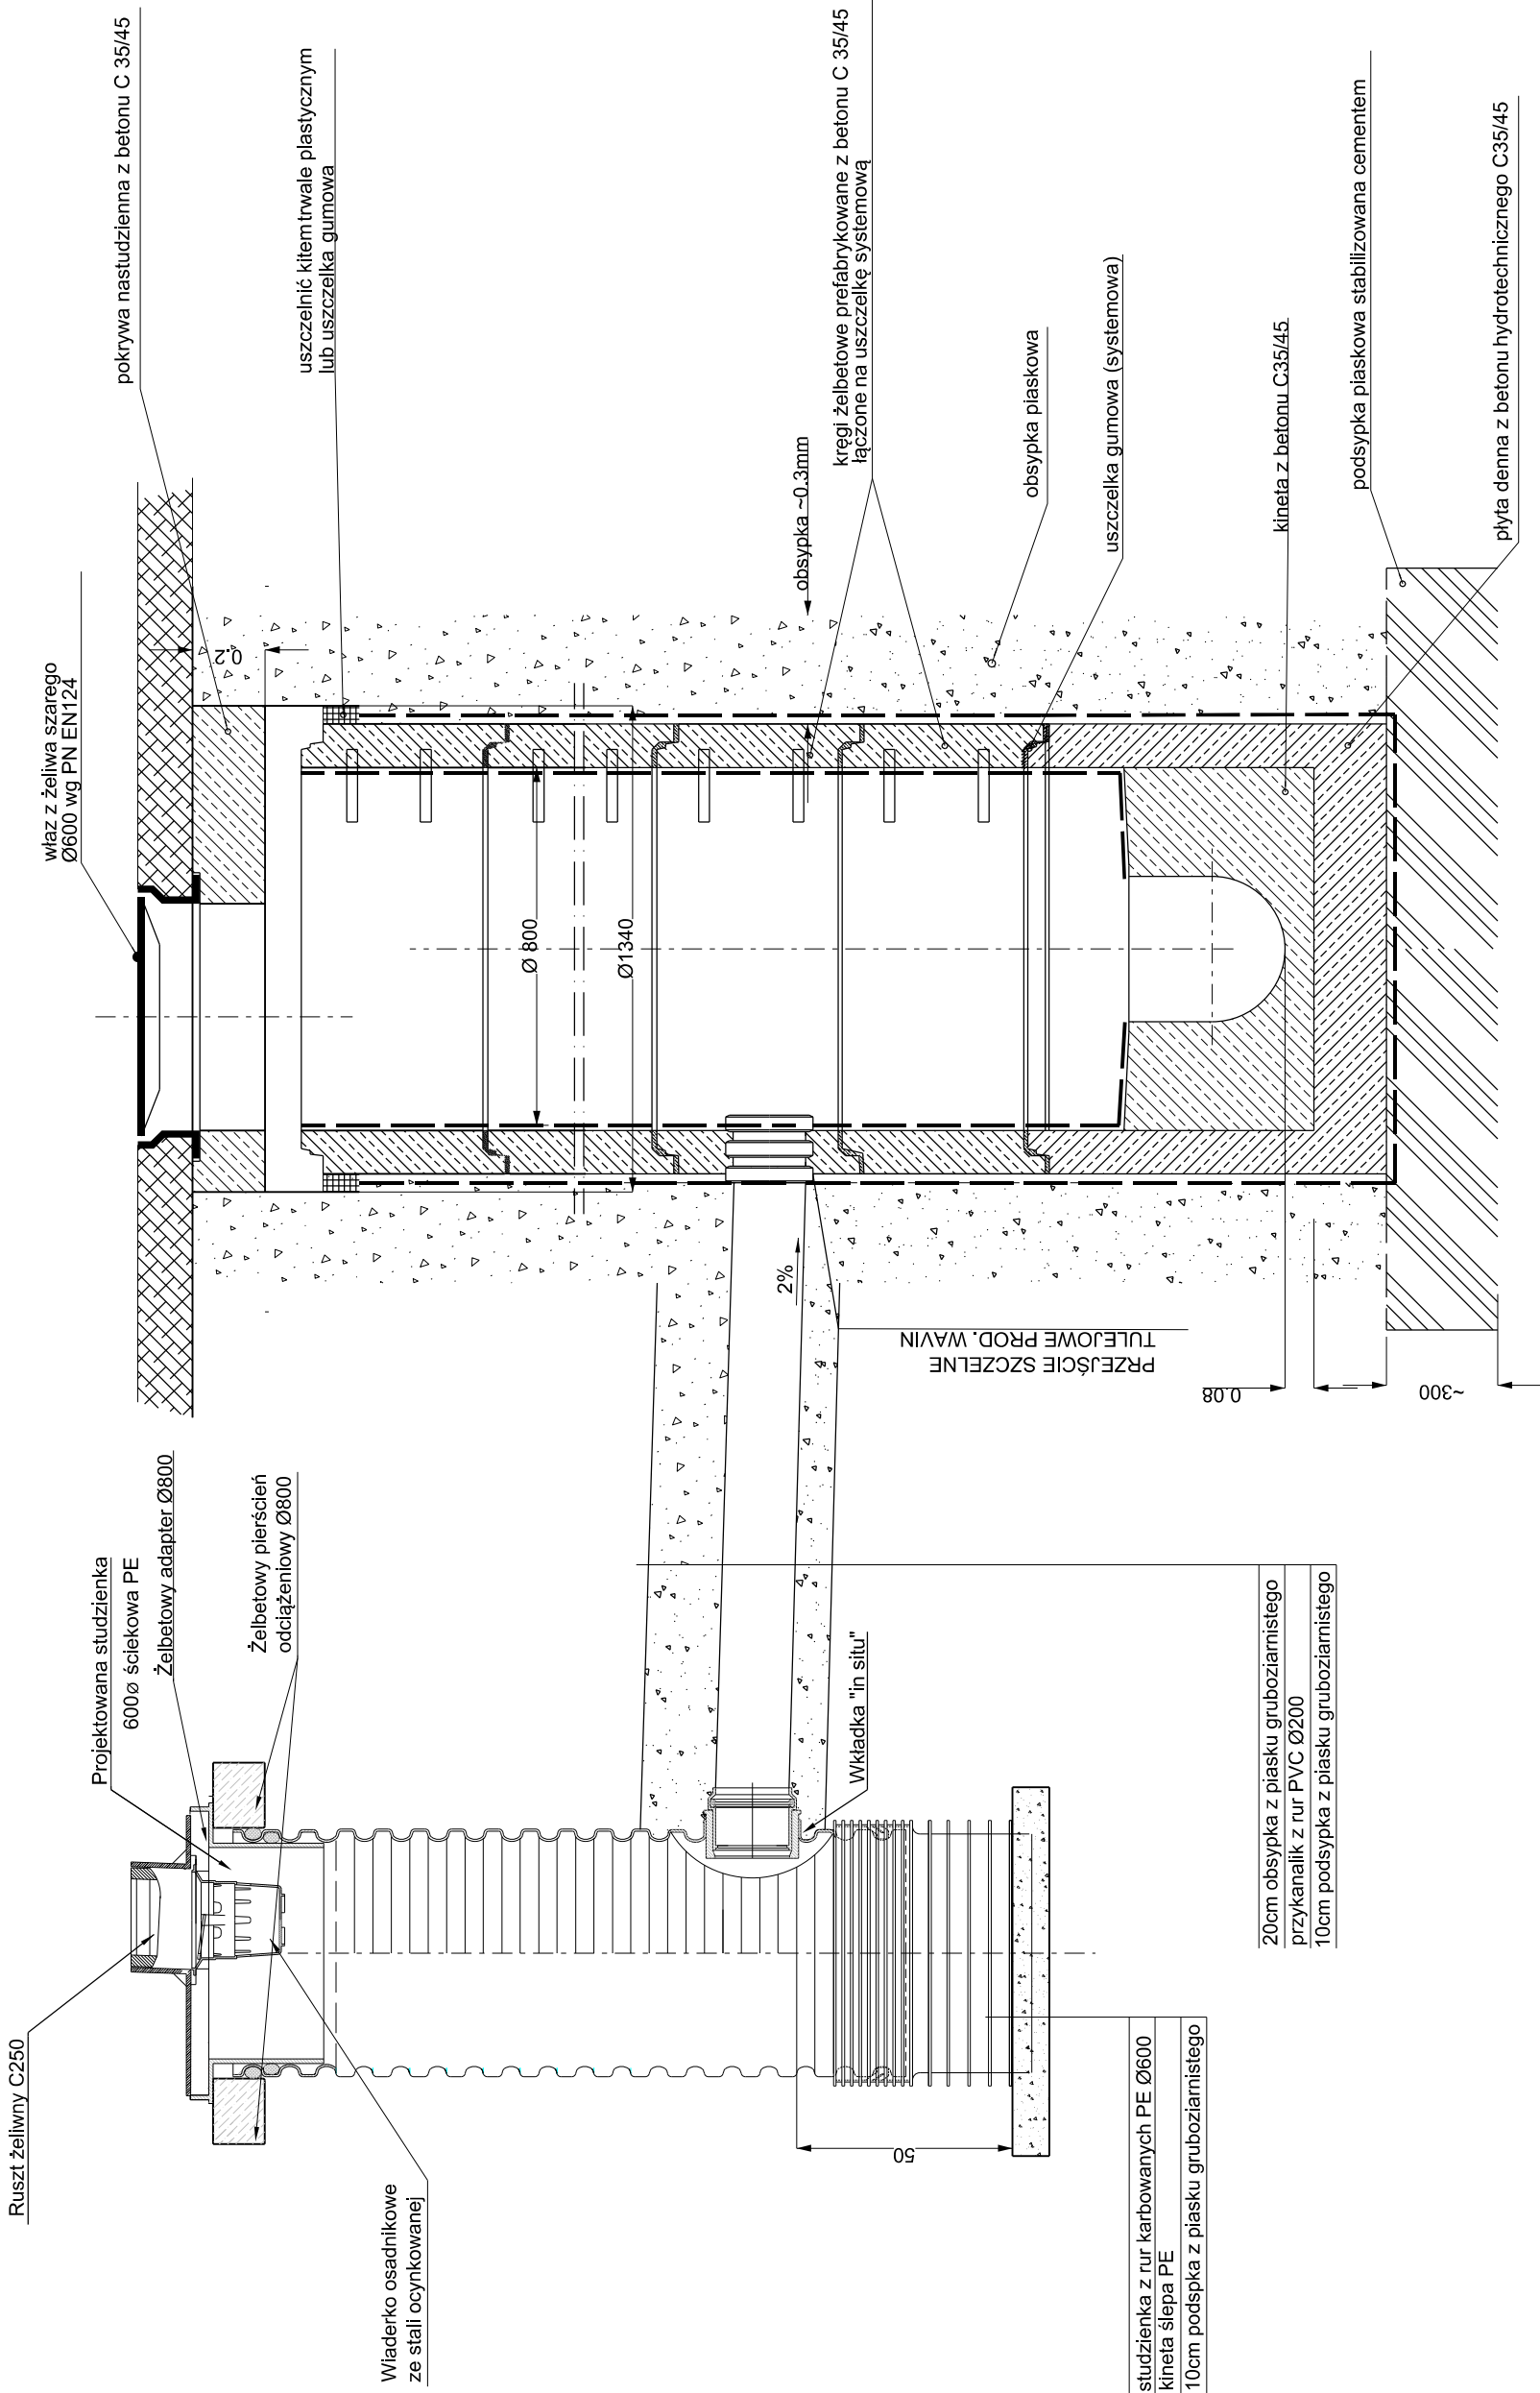 Ruszt żeliwny C250
Projektowana studzienka
600ø ściekowa PE
Żelbetowy adapter Ø800
Żelbetowy pierścień
odciążeniowy Ø800
Wiaderko osadnikowe
ze stali ocynkowanej
50
studzienka z rur karbowanych PE Ø600
kineta ślepa PE
10cm podspka z piasku gruboziarnistego
Wkładka "in situ"
20cm obsypka z piasku gruboziarnistego
przykanalik z rur PVC Ø200
10cm podsypka z piasku gruboziarnistego
2%
PRZEJŚCIE SZCZELNE
TULEJOWE PROD. WAVIN
właz z żeliwa szarego
Ø600 wg PN EN124
0.2
pokrywa nastudzienna z betonu C 35/45
uszczelnić kitem trwale plastycznym
lub uszczelka gumowa
Ø 800
Ø1340
obsypka ~0.3mm
kręgi żelbetowe prefabrykowane z betonu C 35/45
łączone na uszczelkę systemową
obsypka piaskowa
uszczelka gumowa (systemowa)
kineta z betonu C35/45
podsypka piaskowa stabilizowana cementem
płyta denna z betonu hydrotechnicznego C35/45
0.08
~300